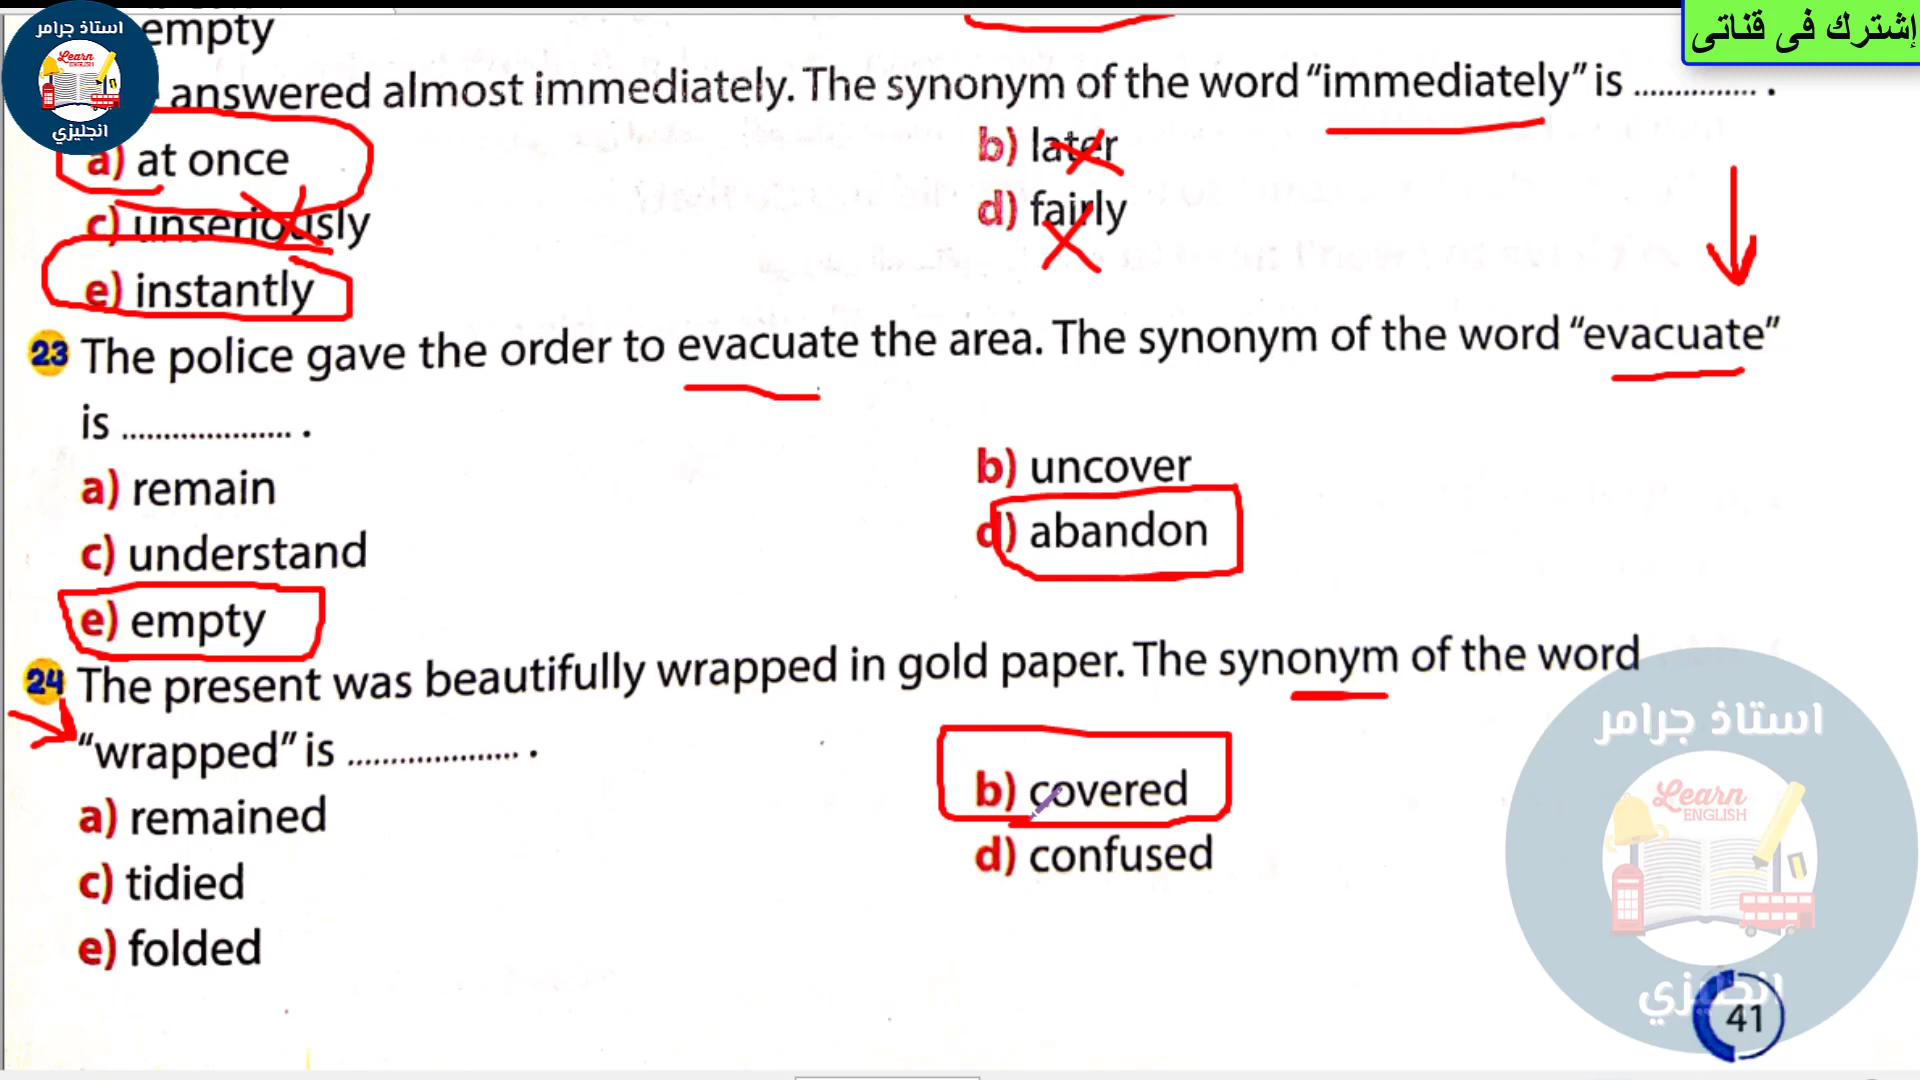 إشترك فى قناتى
استاذ جرامر
Learn
ENGLISH
انجليزي
empty
answered almost immediately. The synonym of the word “immediately” is ............... .
a) at once
b) later
c) unseriously
d) fairly
e) instantly
23 The police gave the order to evacuate the area. The synonym of the word “evacuate”
is ..................... .
a) remain
b) uncover
c) understand
d) abandon
e) empty
24 The present was beautifully wrapped in gold paper. The synonym of the word
“wrapped” is ..................... .
a) remained
b) covered
c) tidied
d) confused
e) folded
استاذ جرامر
Learn
ENGLISH
انجليزي
41